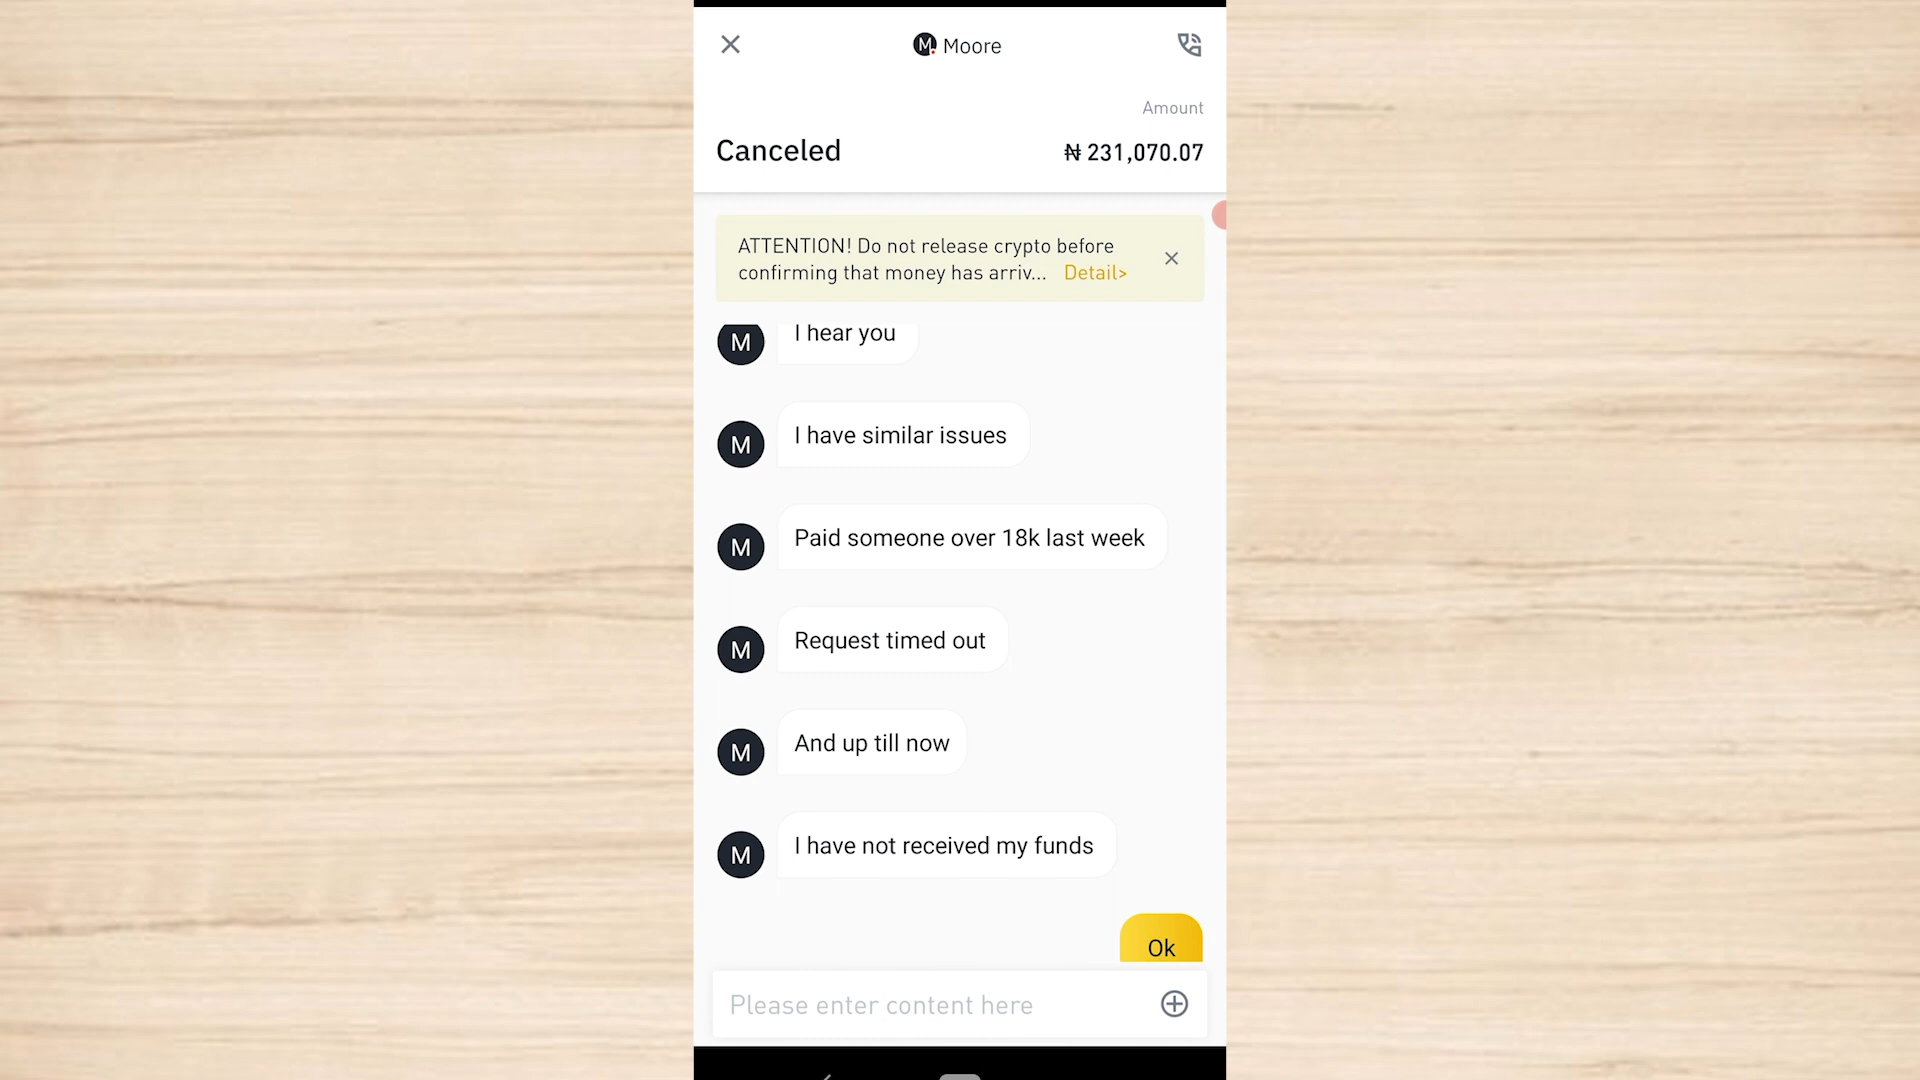 M Moore
Amount
Canceled
₦ 231,070.07
ATTENTION! Do not release crypto before
confirming that money has arriv... Detail>
M I hear you
M I have similar issues
M Paid someone over 18k last week
M Request timed out
M And up till now
M I have not received my funds
Ok
Please enter content here